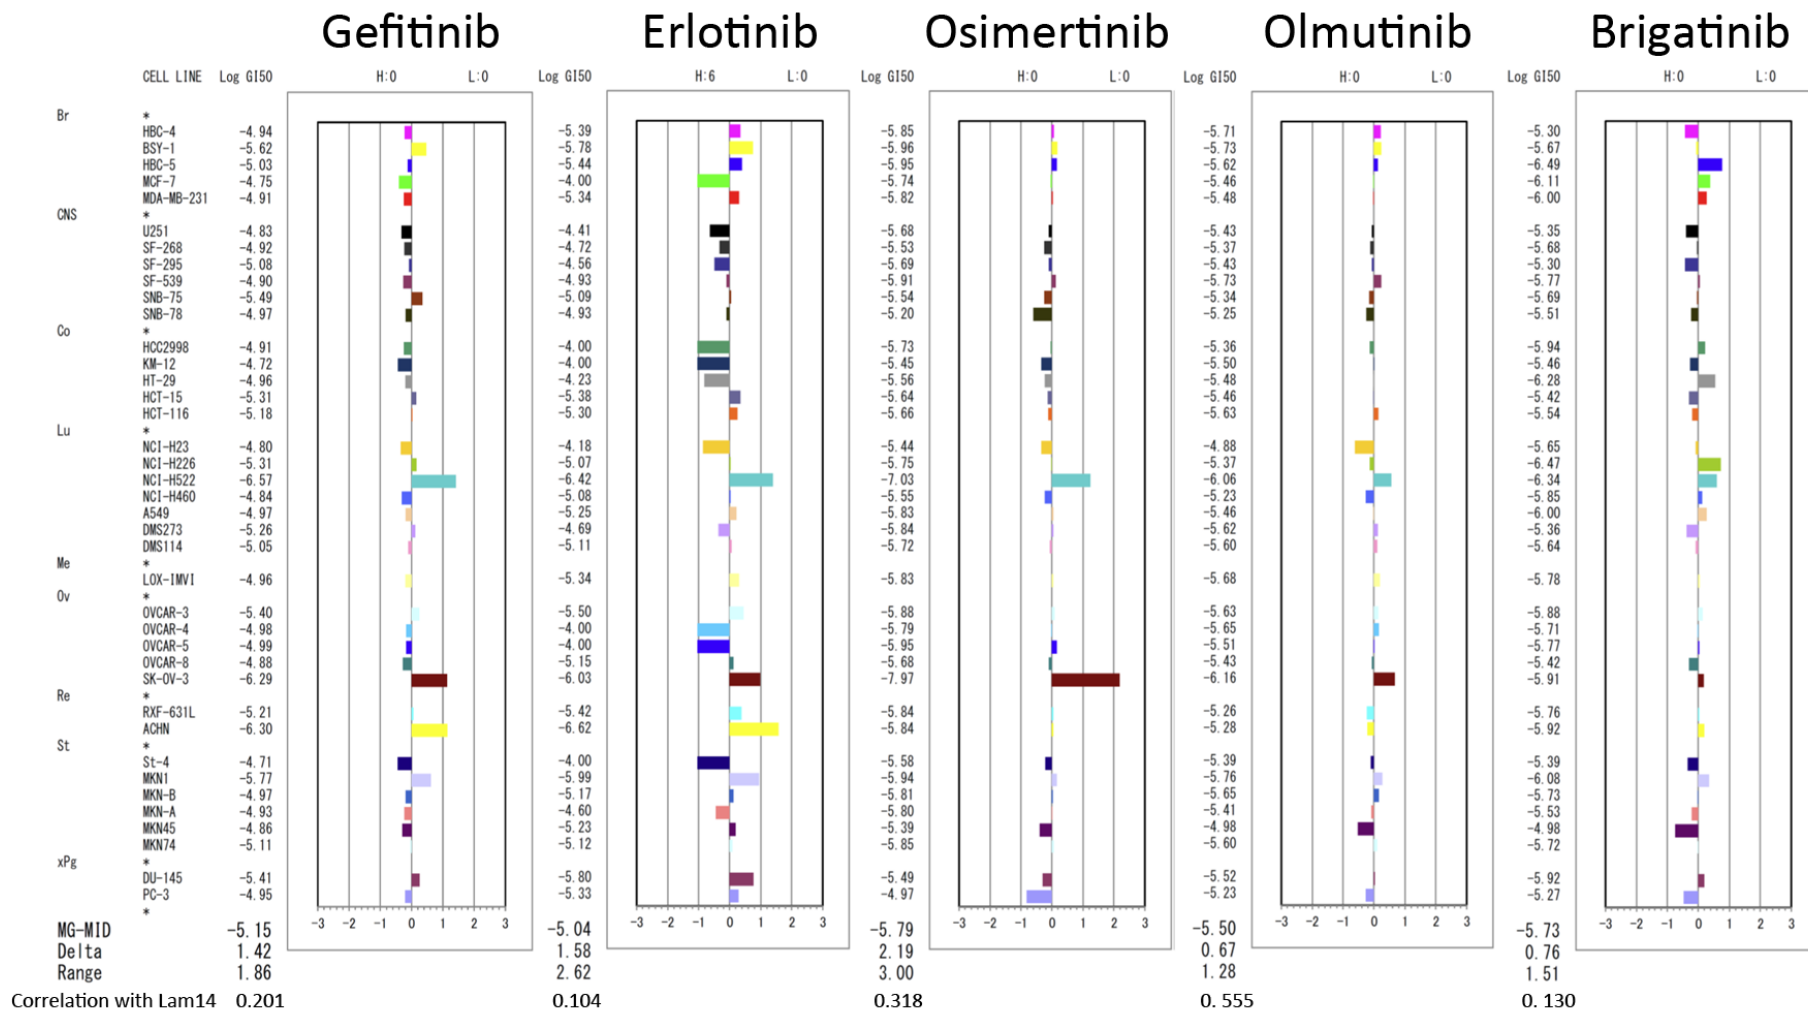 Gefitinib Erlotinib Osimertinib Olmutinib Brigatinib
CELL LINE Log GI50 H:0 L:0 Log GI50 H:6 L:0 Log GI50 H:0 L:0 Log GI50 H:0 L:0 Log GI50 H:0 L:0
Br *
HBC-4 -4.94 -5.39 -5.85 -5.71 -5.30
BSY-1 -5.62 -5.78 -5.96 -5.73 -5.67
HBC-5 -5.03 -5.44 -5.95 -5.62 -6.49
MCF-7 -4.75 -4.00 -5.74 -5.46 -6.11
MDA-MB-231 -4.91 -5.34 -5.82 -5.48 -6.00
CNS *
U251 -4.83 -4.41 -5.68 -5.43 -5.35
SF-268 -4.92 -4.72 -5.53 -5.37 -5.68
SF-295 -5.08 -4.56 -5.69 -5.43 -5.30
SF-539 -4.90 -4.93 -5.91 -5.73 -5.77
SNB-75 -5.49 -5.09 -5.54 -5.34 -5.69
SNB-78 -4.97 -4.93 -5.20 -5.25 -5.51
Co *
HCC2998 -4.91 -4.00 -5.73 -5.36 -5.94
KM-12 -4.72 -4.00 -5.45 -5.50 -5.46
HT-29 -4.96 -4.23 -5.56 -5.48 -6.28
HCT-15 -5.31 -5.38 -5.64 -5.46 -5.42
HCT-116 -5.18 -5.30 -5.66 -5.63 -5.54
Lu *
NCI-H23 -4.80 -4.18 -5.44 -4.88 -5.65
NCI-H226 -5.31 -5.07 -5.75 -5.37 -6.47
NCI-H522 -6.57 -6.42 -7.03 -6.06 -6.34
NCI-H460 -4.84 -5.08 -5.55 -5.23 -5.85
A549 -4.97 -5.25 -5.83 -5.46 -6.00
DMS273 -5.26 -4.69 -5.84 -5.62 -5.36
DMS114 -5.05 -5.11 -5.72 -5.60 -5.64
Me *
LOX-IMVI -4.96 -5.34 -5.83 -5.68 -5.78
Ov *
OVCAR-3 -5.40 -5.50 -5.88 -5.63 -5.88
OVCAR-4 -4.98 -4.00 -5.79 -5.65 -5.71
OVCAR-5 -4.99 -4.00 -5.95 -5.51 -5.77
OVCAR-8 -4.88 -5.15 -5.68 -5.43 -5.42
SK-OV-3 -6.29 -6.03 -7.97 -6.16 -5.91
Re *
RXF-631L -5.21 -5.42 -5.84 -5.26 -5.76
ACHN -6.30 -6.62 -5.84 -5.28 -5.92
St *
St-4 -4.71 -4.00 -5.58 -5.39 -5.39
MKN1 -5.77 -5.99 -5.94 -5.76 -6.08
MKN-B -4.97 -5.17 -5.81 -5.65 -5.73
MKN-A -4.93 -4.60 -5.80 -5.41 -5.53
MKN45 -4.86 -5.23 -5.39 -4.98 -4.98
MKN74 -5.11 -5.12 -5.85 -5.60 -5.72
xPg *
DU-145 -5.41 -5.80 -5.49 -5.52 -5.92
PC-3 -4.95 -5.33 -4.97 -5.23 -5.27
*
-3 -2 -1 0 1 2 3 -3 -2 -1 0 1 2 3 -3 -2 -1 0 1 2 3 -3 -2 -1 0 1 2 3 -3 -2 -1 0 1 2 3
MG-MID -5.15 -5.04 -5.79 -5.50 -5.73
Delta 1.42 1.58 2.19 0.67 0.76
Range 1.86 2.62 3.00 1.28 1.51
Correlation with Lam14 0.201 0.104 0.318 0.555 0.130